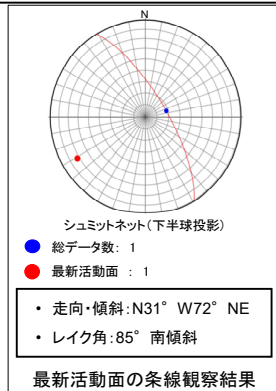 N
シュミットネット(下半球投影)
総データ数: 1
最新活動面 : 1
・ 走向・傾斜:N31° W72° NE
・ レイク角:85° 南傾斜
最新活動面の条線観察結果